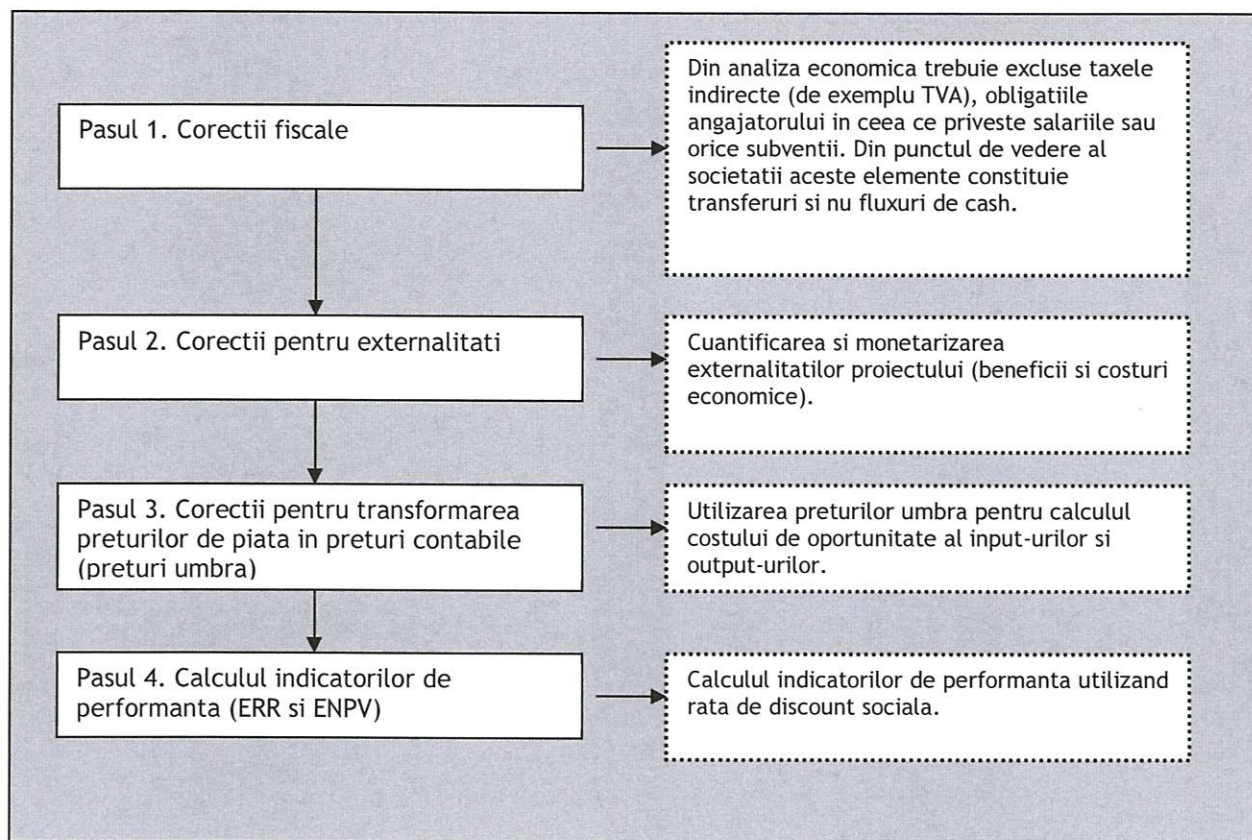 Pasul 1. Corectii fiscale
Din analiza economica trebuie excluse taxele
indirecte (de exemplu TVA), obligatiile
angajatorului in ceea ce priveste salariile sau
orice subventii. Din punctul de vedere al
societatii aceste elemente constituie
transferuri si nu fluxuri de cash.
Pasul 2. Corectii pentru externalitati
Cuantificarea si monetarizarea
externalitatilor proiectului (beneficii si costuri
economice).
Pasul 3. Corectii pentru transformarea
preturilor de piata in preturi contabile
(preturi umbra)
Utilizarea preturilor umbra pentru calculul
costului de oportunitate al input-urilor si
output-urilor.
Pasul 4. Calculul indicatorilor de
performanta (ERR si ENPV)
Calculul indicatorilor de performanta utilizand
rata de discount sociala.